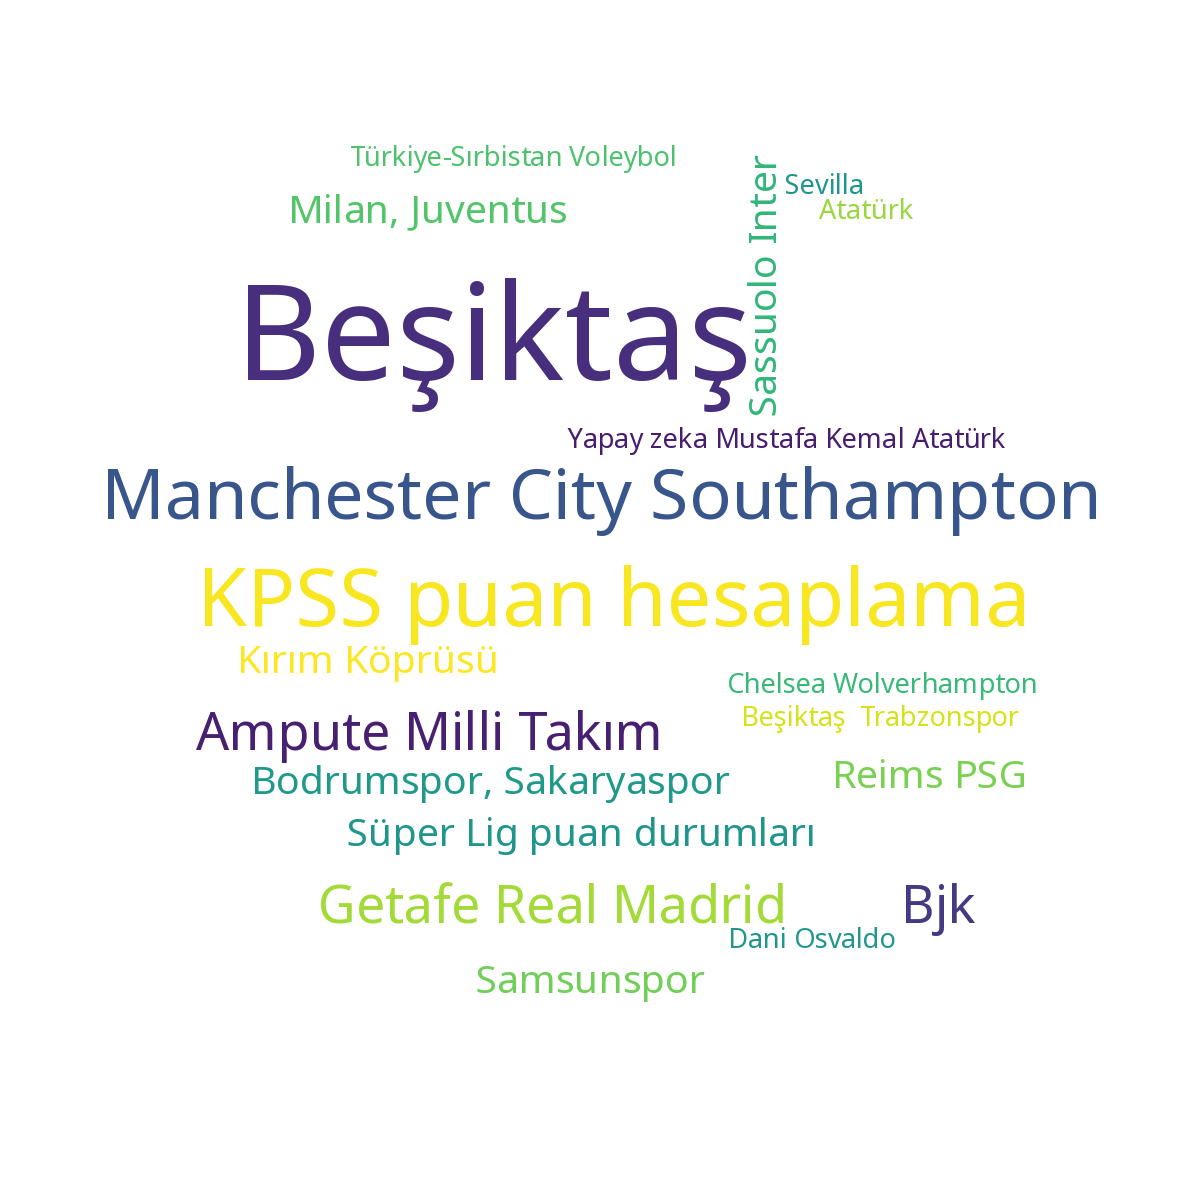 Türkiye-Sırbistan Voleybol
Sevilla
Milan, Juventus
Atatürk
Sassuolo Inter
Beşiktaş
Yapay zeka Mustafa Kemal Atatürk
Manchester City Southampton
KPSS puan hesaplama
Kırım Köprüsü
Chelsea Wolverhampton
Beşiktaş  Trabzonspor
Ampute Milli Takım
Reims PSG
Bodrumspor, Sakaryaspor
Süper Lig puan durumları
Getafe Real Madrid
Bjk
Dani Osvaldo
Samsunspor